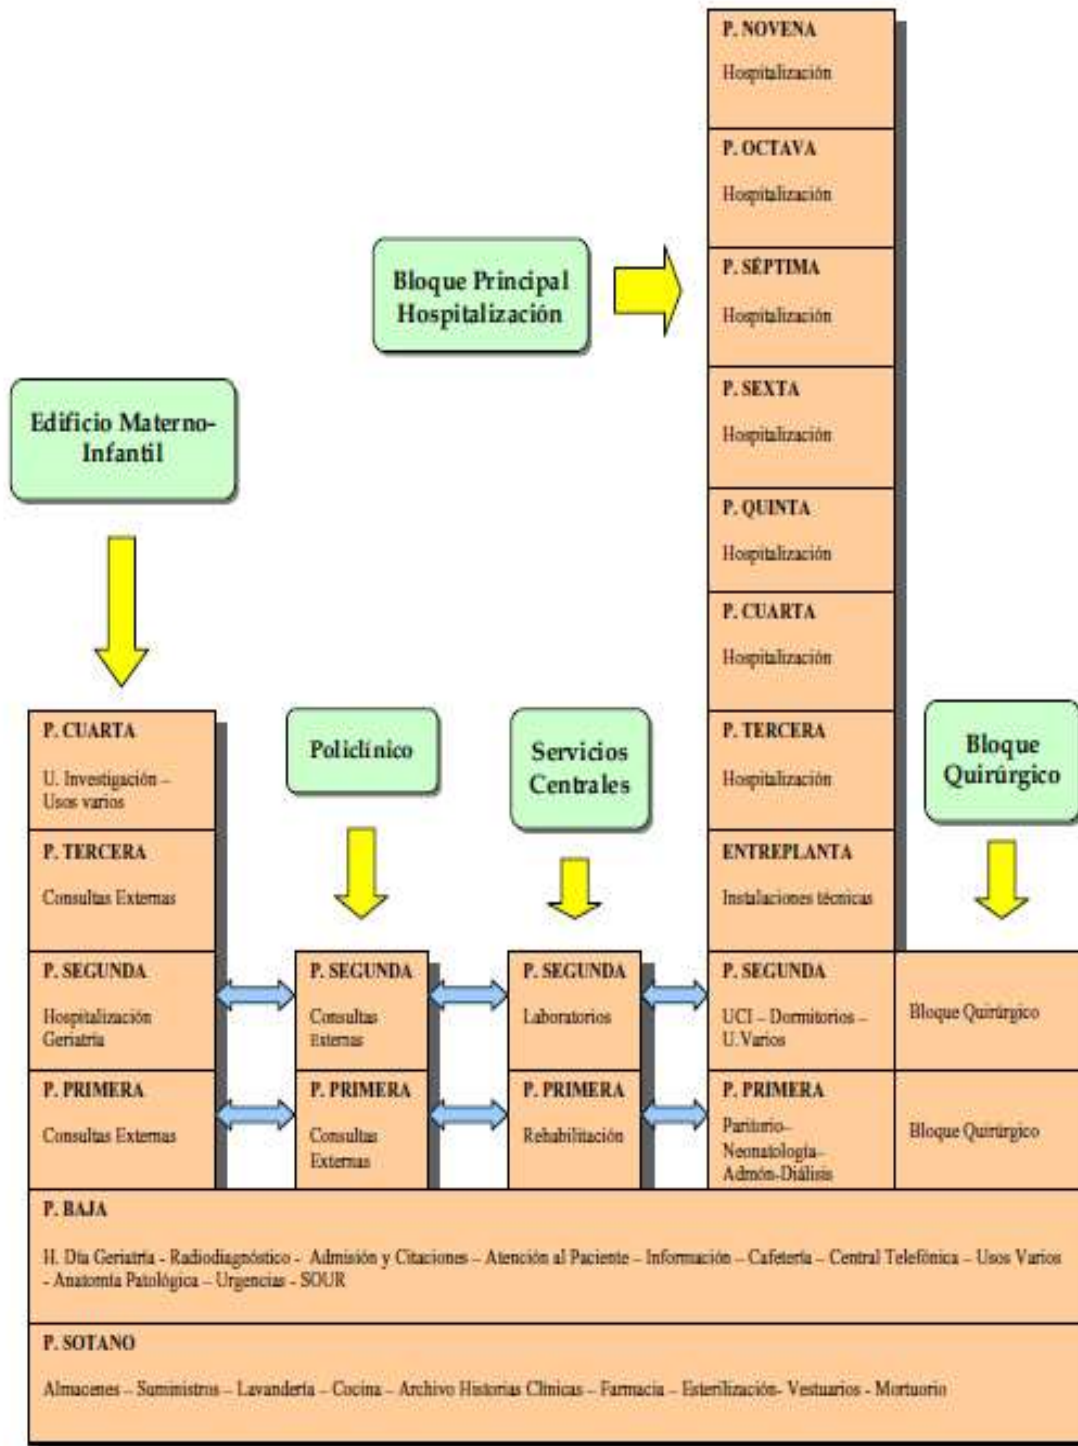 P. NOVENA
Hospitalización
P. OCTAVA
Hospitalización
P. SÉPTIMA
Hospitalización
P. SEXTA
Hospitalización
P. QUINTA
Hospitalización
P. CUARTA
Hospitalización
P. TERCERA
Hospitalización
ENTREPLANTA
Instalaciones técnicas
Bloque Principal
Hospitalización
Edificio Materno-
Infantil
P. CUARTA
U. Investigación –
Usos varios
P. TERCERA
Consultas Externas
Policlínico
Servicios
Centrales
Bloque
Quirúrgico
P. SEGUNDA
Hospitalización
Geriatría
P. SEGUNDA
Consultas
Externas
P. SEGUNDA
Laboratorios
P. SEGUNDA
UCI – Dormitorios –
U.Varios
Bloque Quirúrgico
P. PRIMERA
Consultas Externas
P. PRIMERA
Consultas
Externas
P. PRIMERA
Rehabilitación
P. PRIMERA
Paritorio–
Neonatología–
Admón-Diálisis
Bloque Quirúrgico
P. BAJA
H. Día Geriatría - Radiodiagnóstico - Admisión y Citaciones – Atención al Paciente – Información – Cafetería – Central Telefónica – Usos Varios
- Anatomía Patológica – Urgencias - SOUR
P. SOTANO
Almacenes – Suministros – Lavandería – Cocina – Archivo Historias Clínicas – Farmacia – Esterilización- Vestuarios - Mortuorio